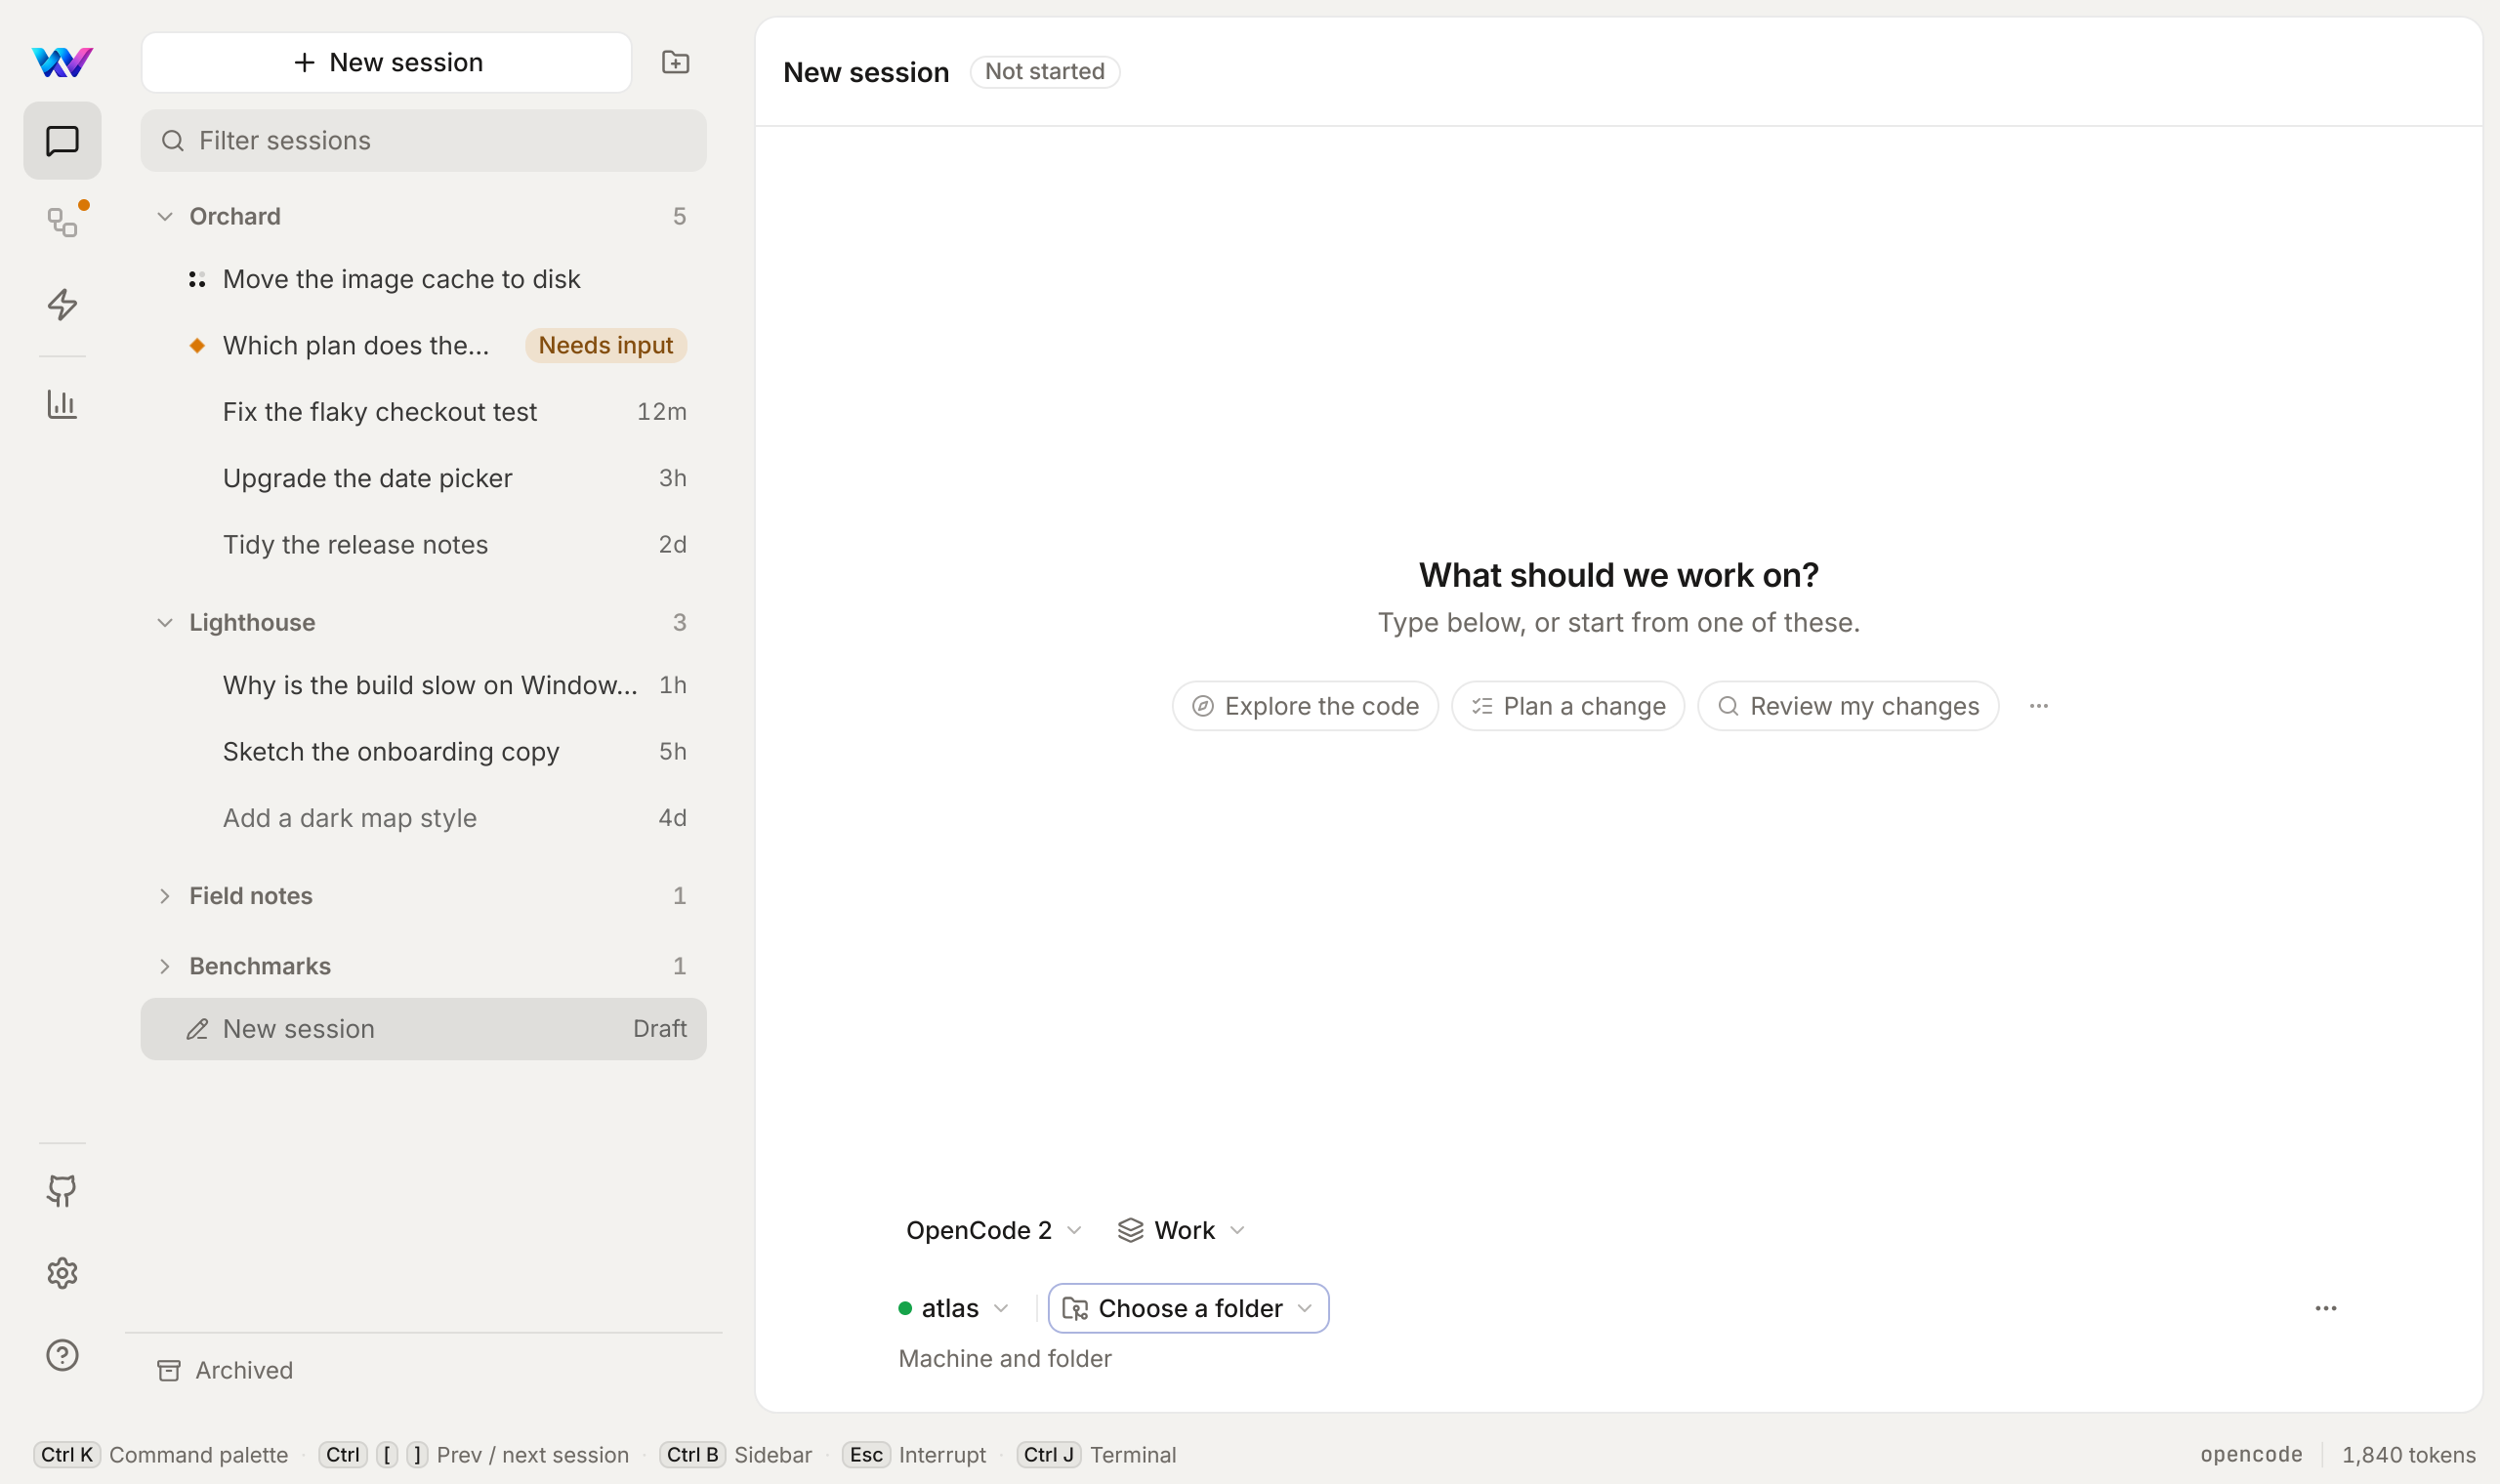 New session
Filter sessions
Orchard 5
Move the image cache to disk
Which plan does the... Needs input
Fix the flaky checkout test 12m
Upgrade the date picker 3h
Tidy the release notes 2d
Lighthouse 3
Why is the build slow on Window... 1h
Sketch the onboarding copy 5h
Add a dark map style 4d
Field notes 1
Benchmarks 1
New session Draft
Archived
New session Not started
What should we work on?
Type below, or start from one of these.
Explore the code Plan a change Review my changes
OpenCode 2 Work
atlas Choose a folder
Machine and folder
Ctrl K Command palette · Ctrl [ ] Prev / next session · Ctrl B Sidebar · Esc Interrupt · Ctrl J Terminal
opencode 1,840 tokens